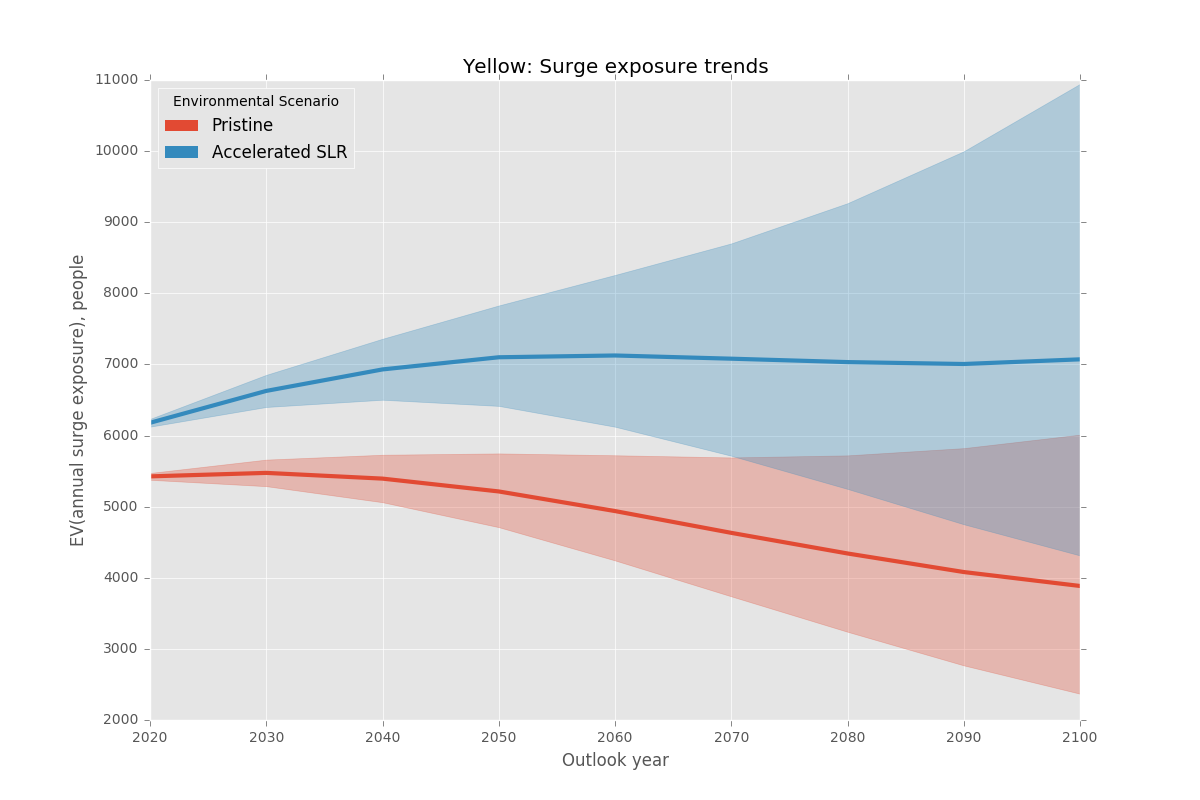 Yellow: Surge exposure trends
Environmental Scenario
Pristine
Accelerated SLR
EV(annual surge exposure), people
11000
10000
9000
8000
7000
6000
5000
4000
3000
2000
2020 2030 2040 2050 2060 2070 2080 2090 2100
Outlook year